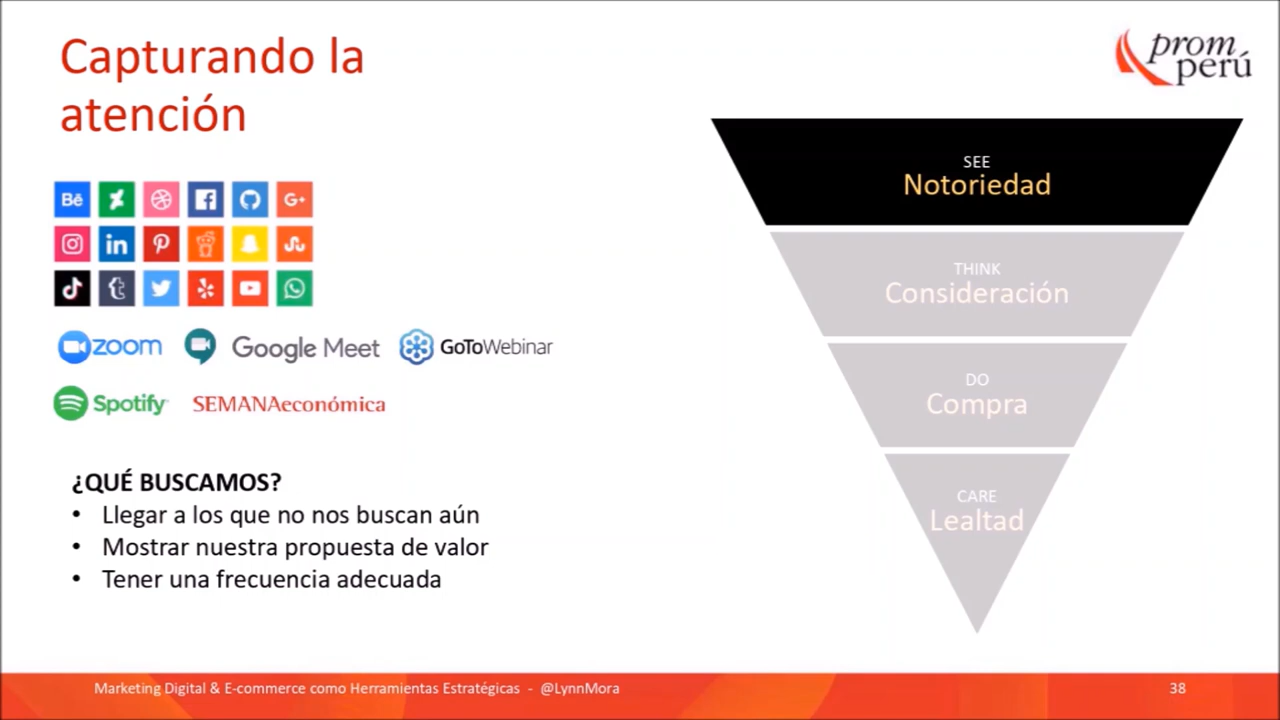 Capturando la
atención
prom
perú
Bē
G+
in
zoom
Google Meet
GoToWebinar
Spotify
SEMANAeconómica
¿QUÉ BUSCAMOS?
• Llegar a los que no nos buscan aún
• Mostrar nuestra propuesta de valor
• Tener una frecuencia adecuada
SEE
Notoriedad
THINK
Consideración
DO
Compra
CARE
Lealtad
Marketing Digital & E-commerce como Herramientas Estratégicas - @LynnMora
38